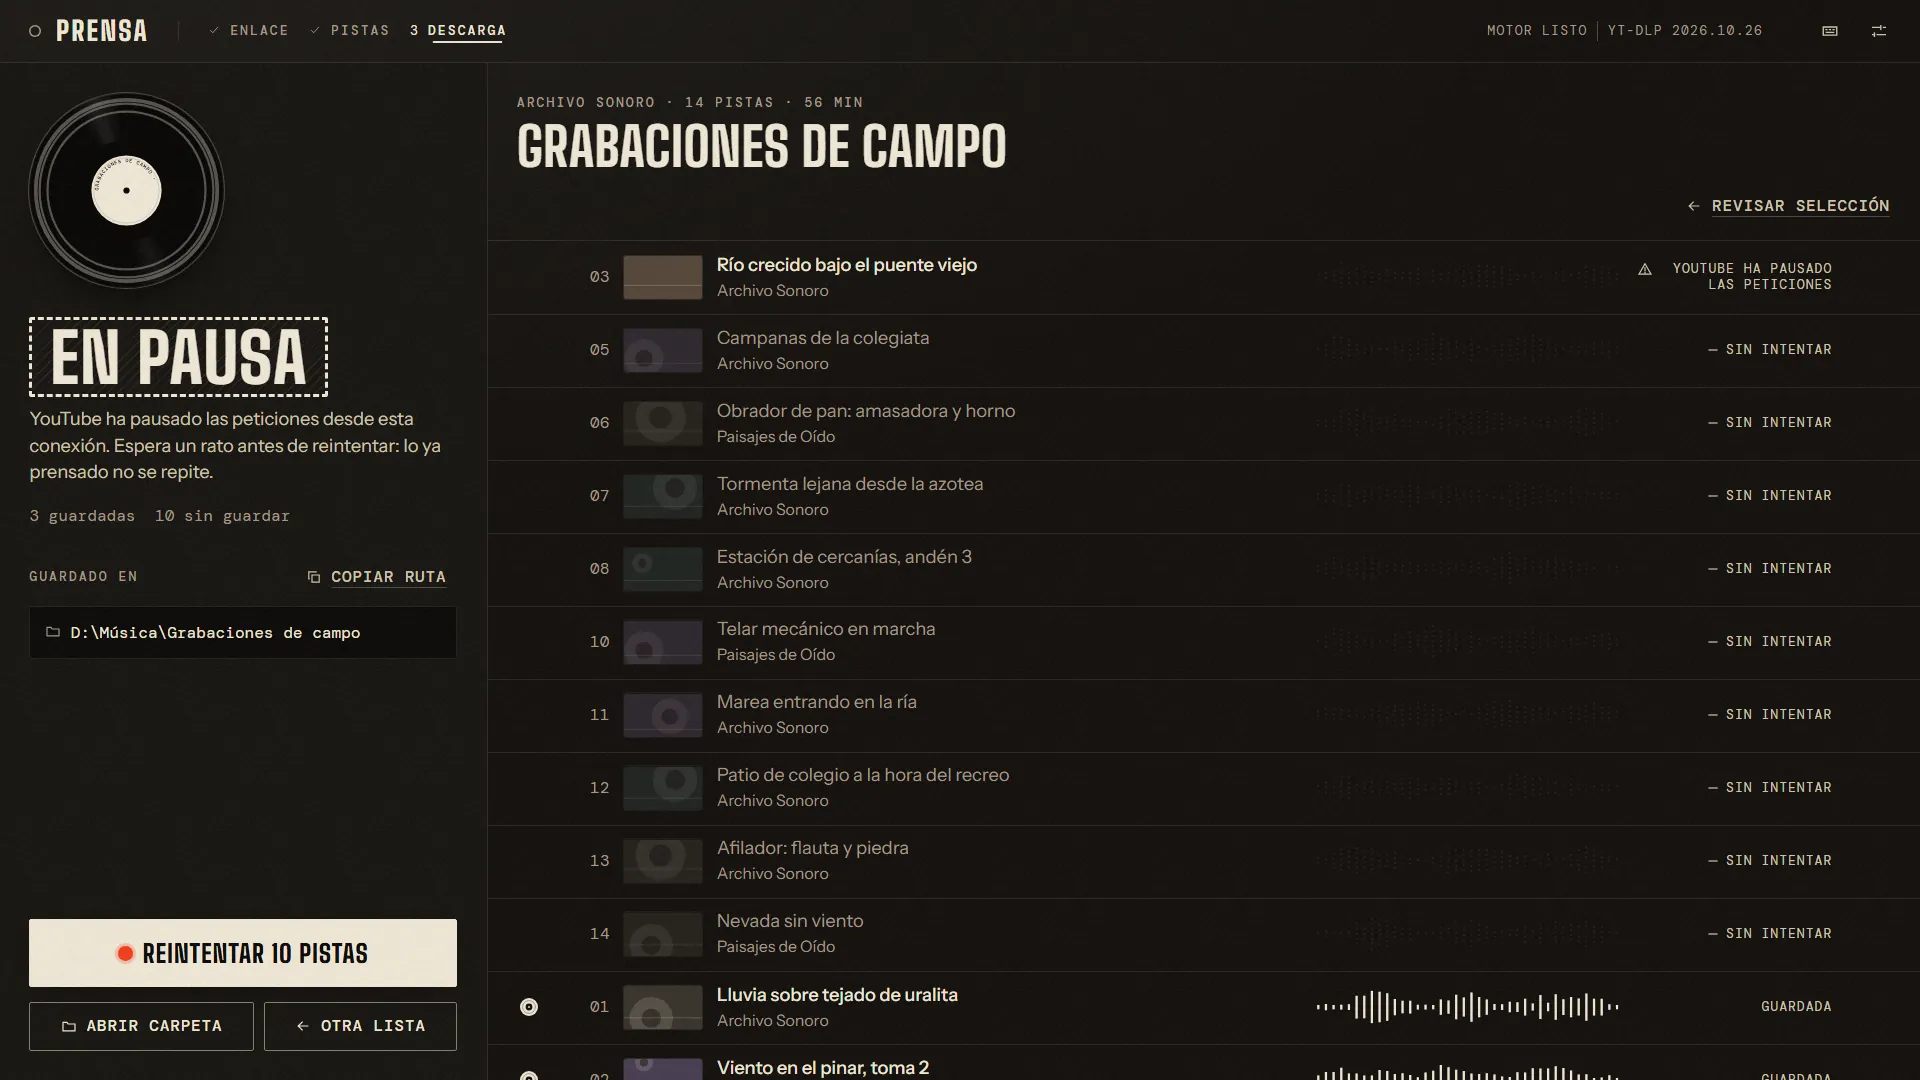 PRENSA
ENLACE
PISTAS
3 DESCARGA
MOTOR LISTO
YT-DLP 2026.10.26
GRABACIONES DE CAMPO
EN PAUSA
YouTube ha pausado las peticiones desde esta
conexión. Espera un rato antes de reintentar: lo ya
prensado no se repite.
3 guardadas 10 sin guardar
GUARDADO EN
COPIAR RUTA
D:\Música\Grabaciones de campo
REINTENTAR 10 PISTAS
ABRIR CARPETA
OTRA LISTA
ARCHIVO SONORO · 14 PISTAS · 56 MIN
GRABACIONES DE CAMPO
REVISAR SELECCIÓN
03
Río crecido bajo el puente viejo
Archivo Sonoro
YOUTUBE HA PAUSADO
LAS PETICIONES
05
Campanas de la colegiata
Archivo Sonoro
— SIN INTENTAR
06
Obrador de pan: amasadora y horno
Paisajes de Oído
— SIN INTENTAR
07
Tormenta lejana desde la azotea
Archivo Sonoro
— SIN INTENTAR
08
Estación de cercanías, andén 3
Archivo Sonoro
— SIN INTENTAR
10
Telar mecánico en marcha
Paisajes de Oído
— SIN INTENTAR
11
Marea entrando en la ría
Archivo Sonoro
— SIN INTENTAR
12
Patio de colegio a la hora del recreo
Archivo Sonoro
— SIN INTENTAR
13
Afilador: flauta y piedra
Archivo Sonoro
— SIN INTENTAR
14
Nevada sin viento
Paisajes de Oído
— SIN INTENTAR
01
Lluvia sobre tejado de uralita
Archivo Sonoro
GUARDADA
02
Viento en el pinar, toma 2
GUARDADA